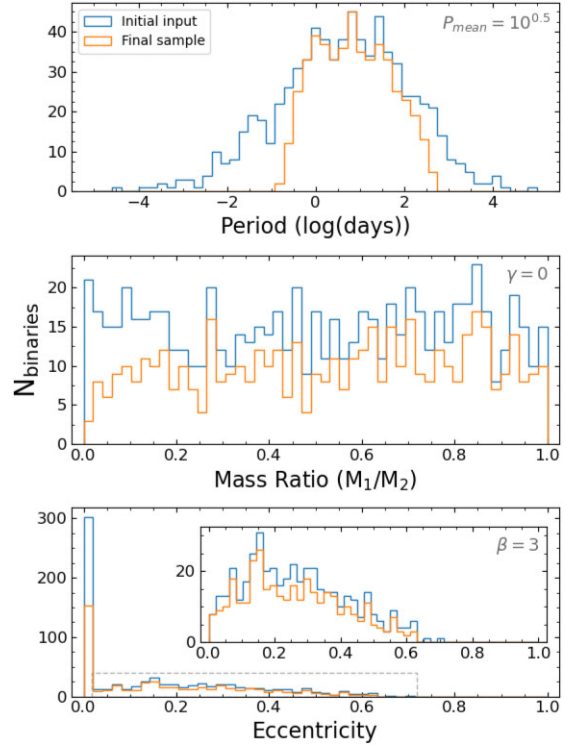 Initial input
Final sample
P_mean = 10^0.5
40
30
20
10
0
−4 −2 0 2 4
Period (log(days))
γ = 0
20
15
10
5
0
0.0 0.2 0.4 0.6 0.8 1.0
Mass Ratio (M₁/M₂)
N_binaries
β = 3
300
200
100
0
20
0
0.0 0.2 0.4 0.6 0.8 1.0
0.0 0.2 0.4 0.6 0.8 1.0
Eccentricity